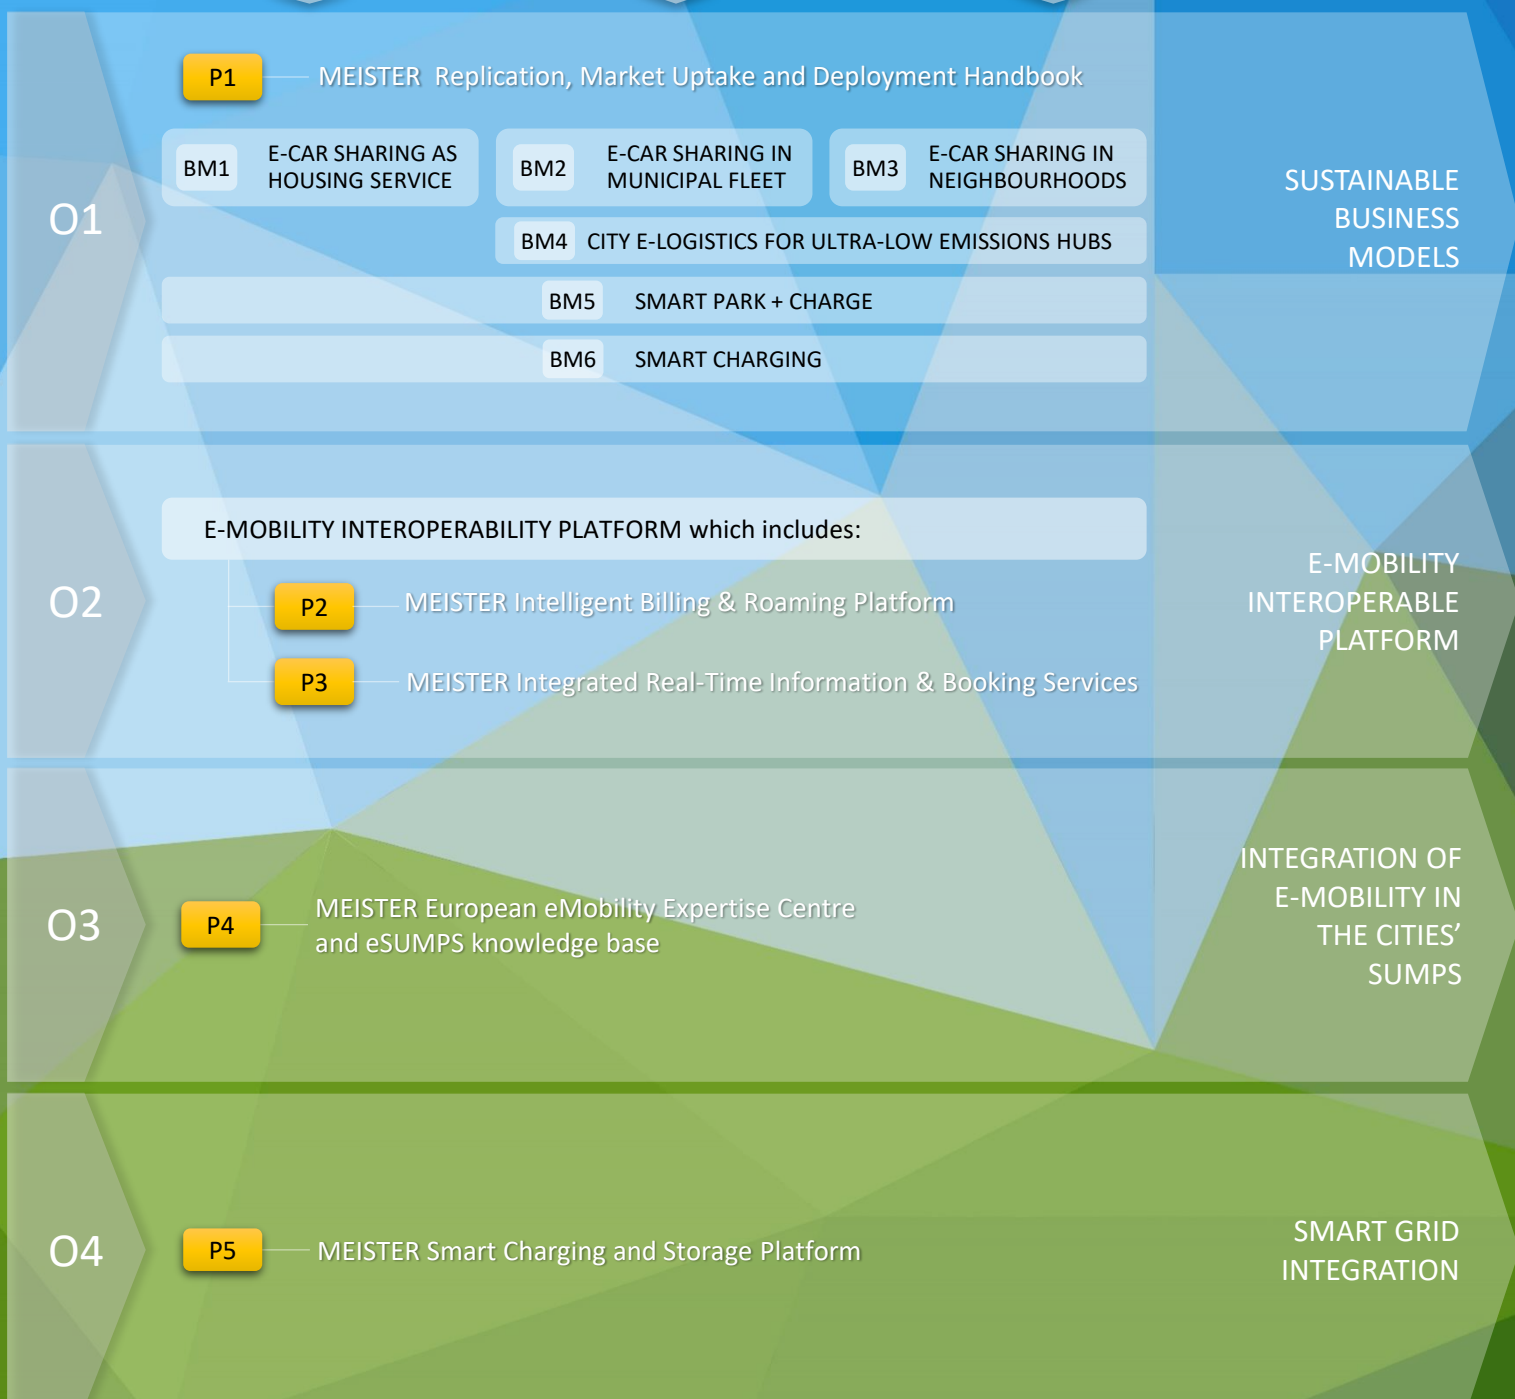 P1 MEISTER Replication, Market Uptake and Deployment Handbook
BM1 E-CAR SHARING AS
HOUSING SERVICE
BM2 E-CAR SHARING IN
MUNICIPAL FLEET
BM3 E-CAR SHARING IN
NEIGHBOURHOODS
O1
BM4 CITY E-LOGISTICS FOR ULTRA-LOW EMISSIONS HUBS
BM5 SMART PARK + CHARGE
BM6 SMART CHARGING
SUSTAINABLE
BUSINESS
MODELS
O2
E-MOBILITY INTEROPERABILITY PLATFORM which includes:
P2 MEISTER Intelligent Billing & Roaming Platform
P3 MEISTER Integrated Real-Time Information & Booking Services
E-MOBILITY
INTEROPERABLE
PLATFORM
O3
P4 MEISTER European eMobility Expertise Centre
and eSUMPS knowledge base
INTEGRATION OF
E-MOBILITY IN
THE CITIES’
SUMPS
O4
P5 MEISTER Smart Charging and Storage Platform
SMART GRID
INTEGRATION